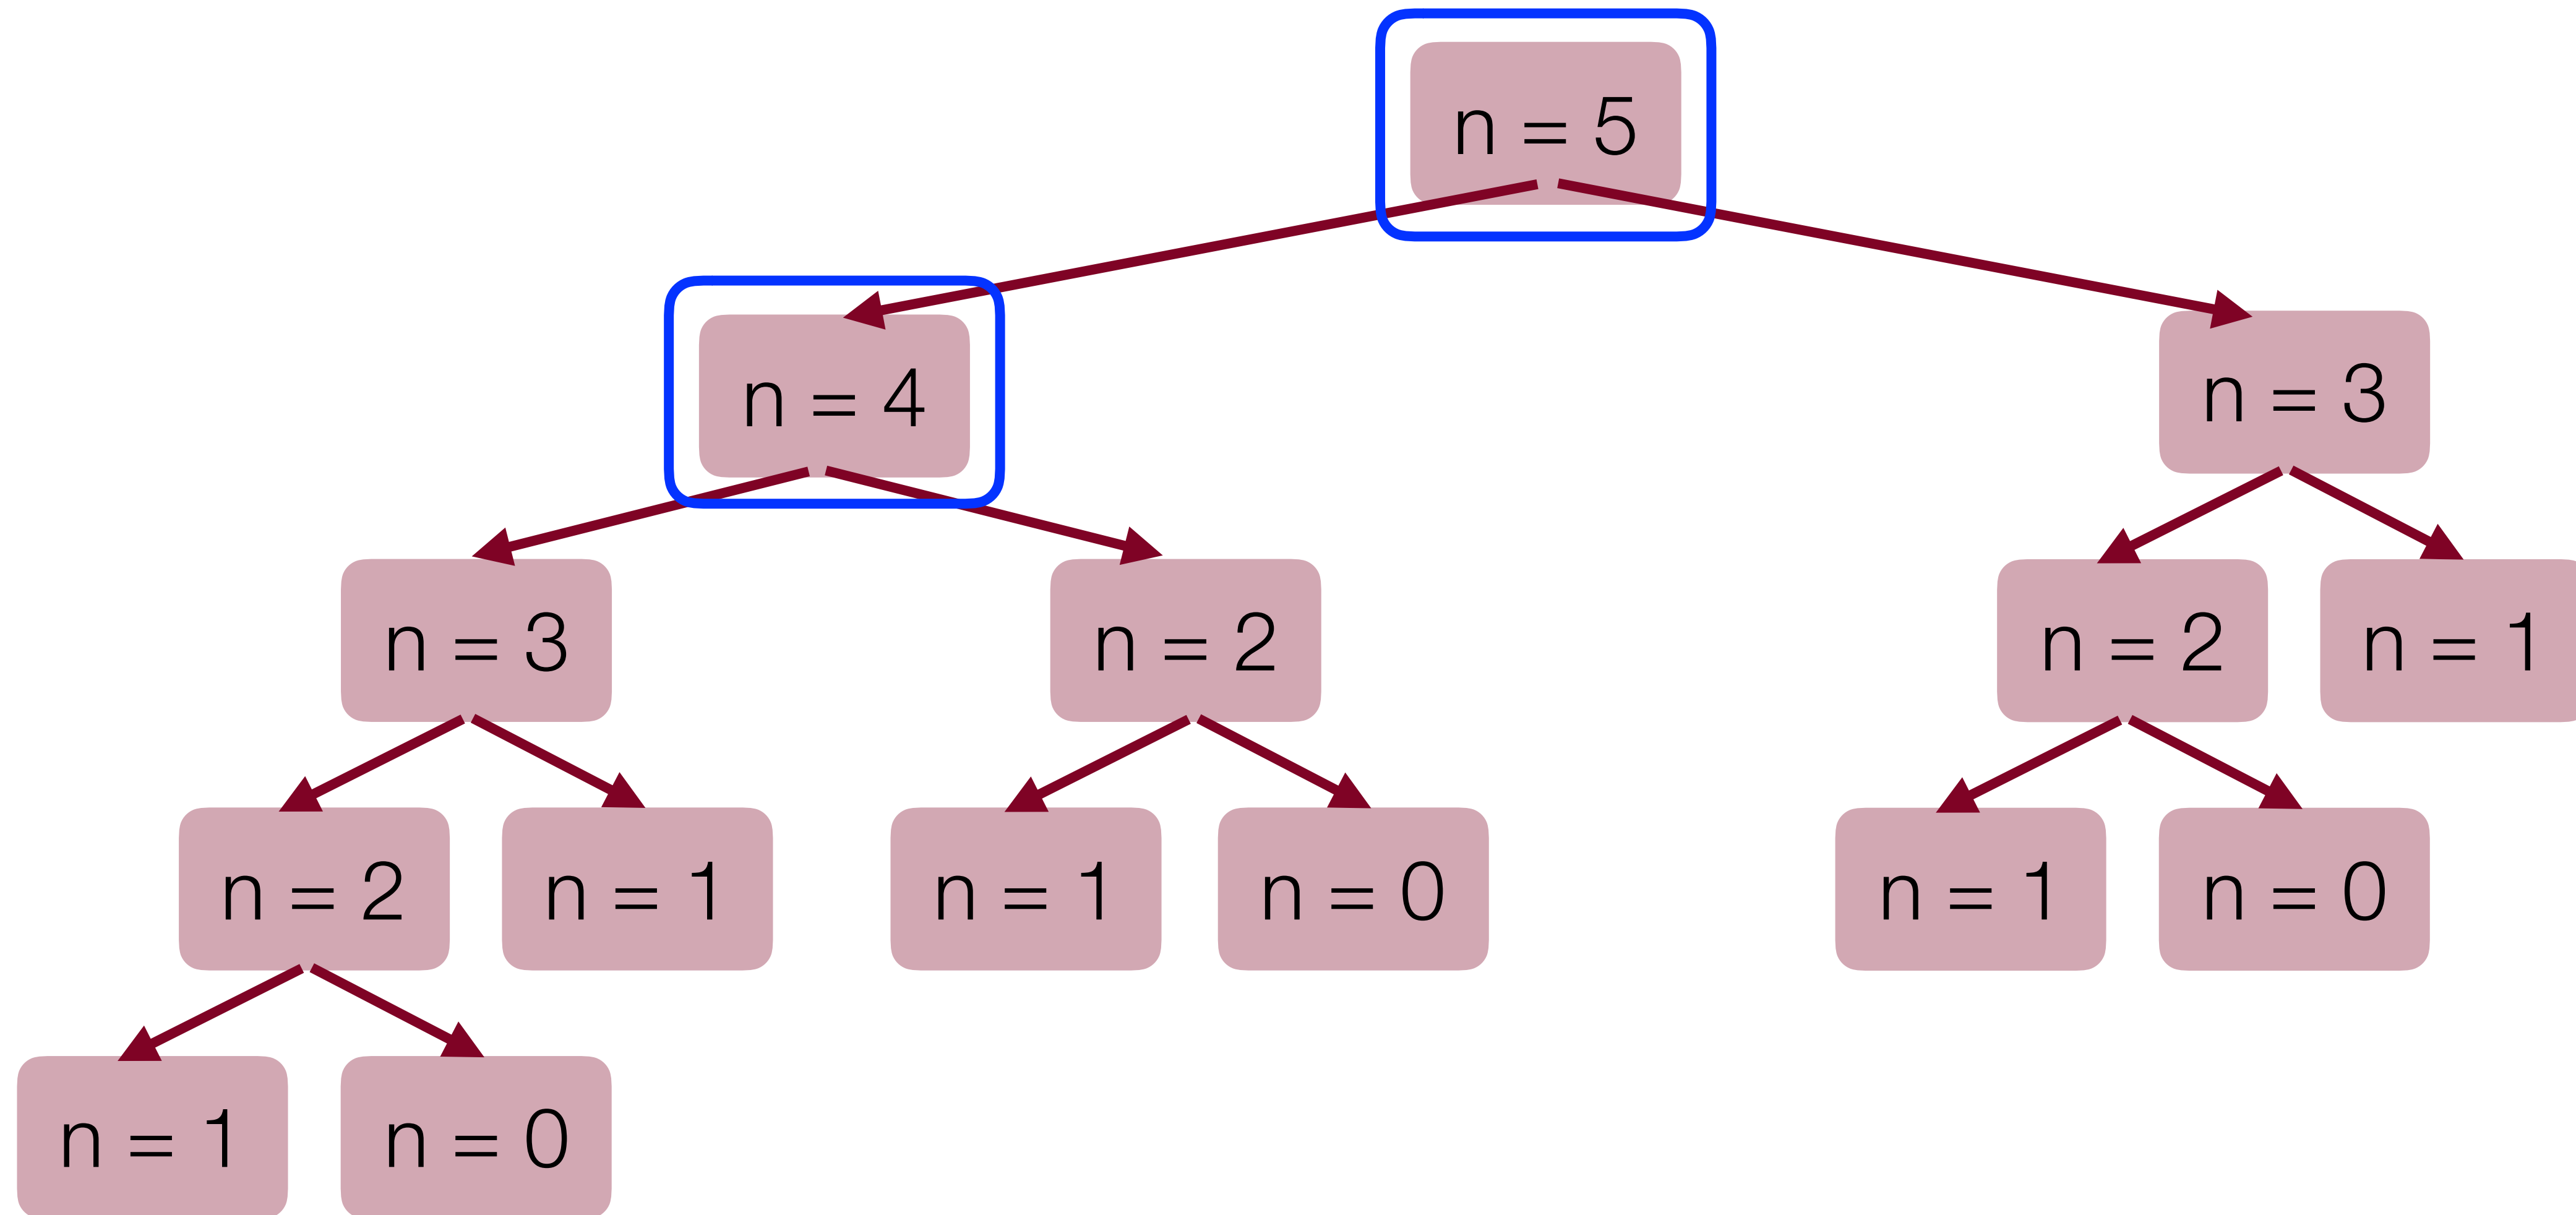 n = 5
n = 4
n = 3
n = 3
n = 2
n = 2
n = 1
n = 2
n = 1
n = 1
n = 0
n = 1
n = 0
n = 1
n = 0